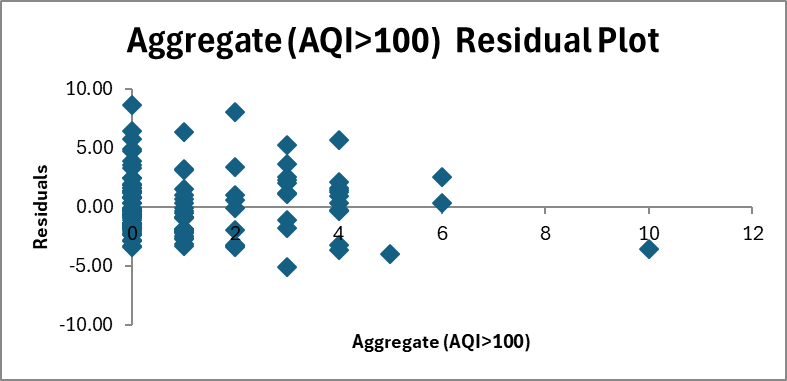 Aggregate (AQI>100)  Residual Plot
10.00
5.00
0.00
-5.00
-10.00
Residuals
0 2 4 6 8 10 12
Aggregate (AQI>100)